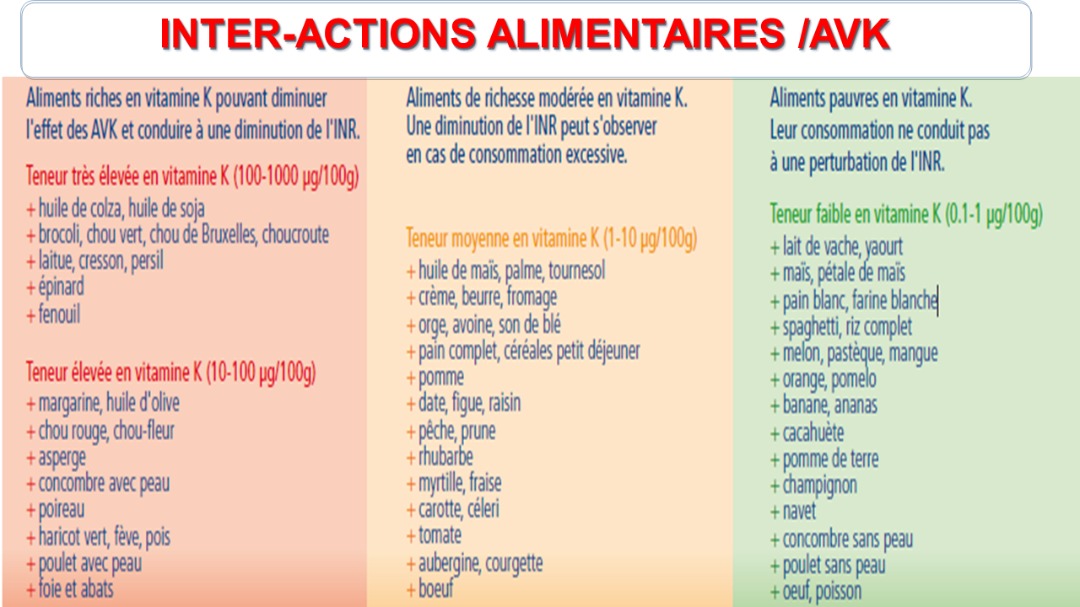 INTER-ACTIONS ALIMENTAIRES /AVK
Aliments riches en vitamine K pouvant diminuer
l'effet des AVK et conduire à une diminution de l'INR.
Teneur très élevée en vitamine K (100-1000 µg/100g)
+ huile de colza, huile de soja
+ brocoli, chou vert, chou de Bruxelles, choucroute
+ laitue, cresson, persil
+ épinard
+ fenouil
Teneur élevée en vitamine K (10-100 µg/100g)
+ margarine, huile d'olive
+ chou rouge, chou-fleur
+ asperge
+ concombre avec peau
+ poireau
+ haricot vert, fève, pois
+ poulet avec peau
+ foie et abats
Aliments de richesse modérée en vitamine K.
Une diminution de l'INR peut s'observer
en cas de consommation excessive.
Teneur moyenne en vitamine K (1-10 µg/100g)
+ huile de maïs, palme, tournesol
+ crème, beurre, fromage
+ orge, avoine, son de blé
+ pain complet, céréales petit déjeuner
+ pomme
+ date, figue, raisin
+ pêche, prune
+ rhubarbe
+ myrtille, fraise
+ carotte, céleri
+ tomate
+ aubergine, courgette
+ boeuf
Aliments pauvres en vitamine K.
Leur consommation ne conduit pas
à une perturbation de l'INR.
Teneur faible en vitamine K (0.1-1 µg/100g)
+ lait de vache, yaourt
+ maïs, pétale de maïs
+ pain blanc, farine blanche
+ spaghetti, riz complet
+ melon, pastèque, mangue
+ orange, pomelo
+ banane, ananas
+ cacahuète
+ pomme de terre
+ champignon
+ navet
+ concombre sans peau
+ poulet sans peau
+ oeuf, poisson